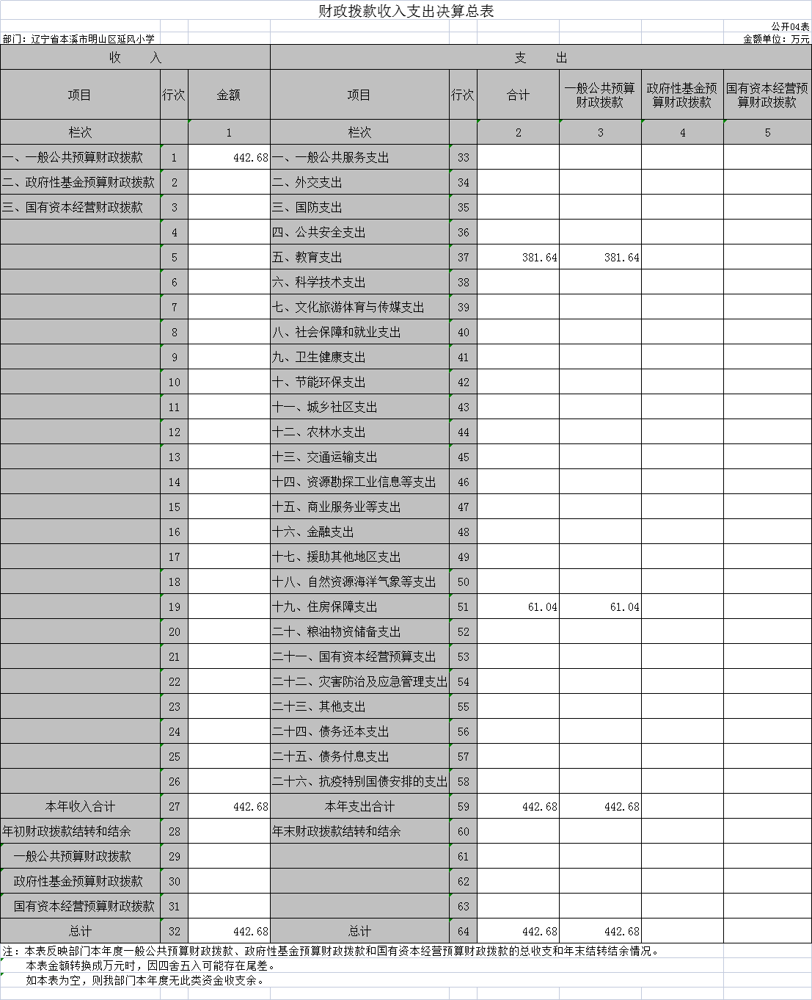 财政拨款收入支出决算总表
公开04表
部门：辽宁省本溪市明山区延风小学 金额单位：万元
收 入 支 出
项目 行次 金额 项目 行次 合计 一般公共预算财政拨款 政府性基金预算财政拨款 国有资本经营预算财政拨款
栏次 1 栏次 2 3 4 5
一、一般公共预算财政拨款 1 442.68 一、一般公共服务支出 33
二、政府性基金预算财政拨款 2 二、外交支出 34
三、国有资本经营财政拨款 3 三、国防支出 35
4 四、公共安全支出 36
5 五、教育支出 37 381.64 381.64
6 六、科学技术支出 38
7 七、文化旅游体育与传媒支出 39
8 八、社会保障和就业支出 40
9 九、卫生健康支出 41
10 十、节能环保支出 42
11 十一、城乡社区支出 43
12 十二、农林水支出 44
13 十三、交通运输支出 45
14 十四、资源勘探工业信息等支出 46
15 十五、商业服务业等支出 47
16 十六、金融支出 48
17 十七、援助其他地区支出 49
18 十八、自然资源海洋气象等支出 50
19 十九、住房保障支出 51 61.04 61.04
20 二十、粮油物资储备支出 52
21 二十一、国有资本经营预算支出 53
22 二十二、灾害防治及应急管理支出 54
23 二十三、其他支出 55
24 二十四、债务还本支出 56
25 二十五、债务付息支出 57
26 二十六、抗疫特别国债安排的支出 58
本年收入合计 27 442.68 本年支出合计 59 442.68 442.68
年初财政拨款结转和结余 28 年末财政拨款结转和结余 60
一般公共预算财政拨款 29 61
政府性基金预算财政拨款 30 62
国有资本经营预算财政拨款 31 63
总计 32 442.68 总计 64 442.68 442.68
注：本表反映部门本年度一般公共预算财政拨款、政府性基金预算财政拨款和国有资本经营预算财政拨款的总收支和年末结转结余情况。
本表金额转换成万元时，因四舍五入可能存在尾差。
如本表为空，则我部门本年度无此类资金收支余。